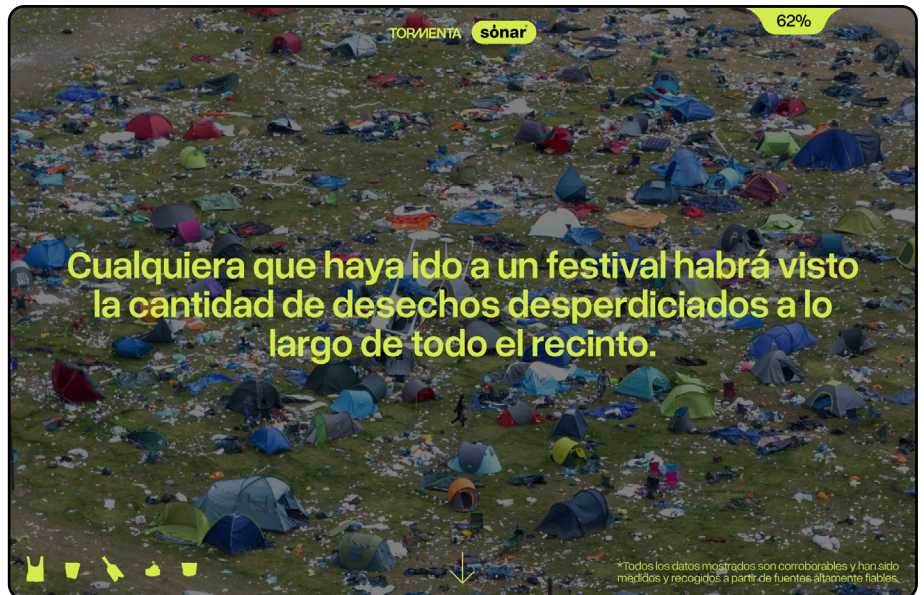 TORMENTA sónar
62%
Cualquiera que haya ido a un festival habrá visto
la cantidad de desechos desperdiciados a lo
largo de todo el recinto.
*Todos los datos mostrados son corroborables y han sido
medidos y recogidos a partir de fuentes altamente fiables.